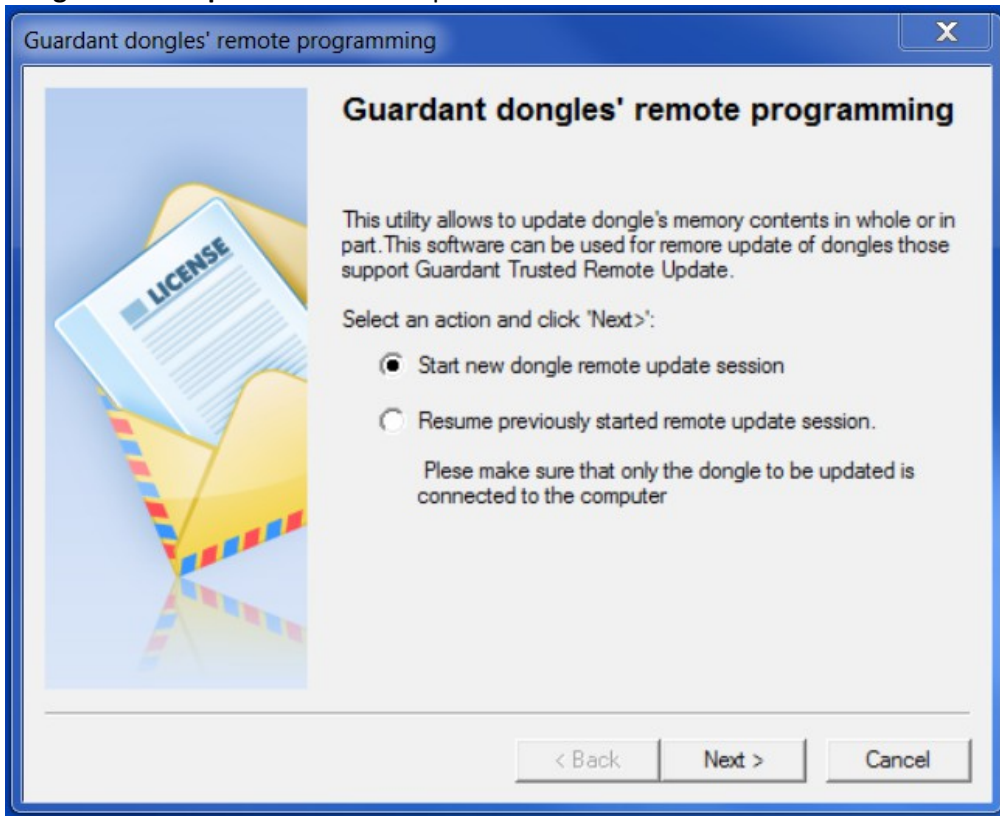 Guardant dongles' remote programming
X
Guardant dongles' remote programming
LICENSE
This utility allows to update dongle's memory contents in whole or in
part. This software can be used for remore update of dongles those
support Guardant Trusted Remote Update.
Select an action and click 'Next>':
Start new dongle remote update session
Resume previously started remote update session.
Plese make sure that only the dongle to be updated is
connected to the computer
< Back
Next >
Cancel